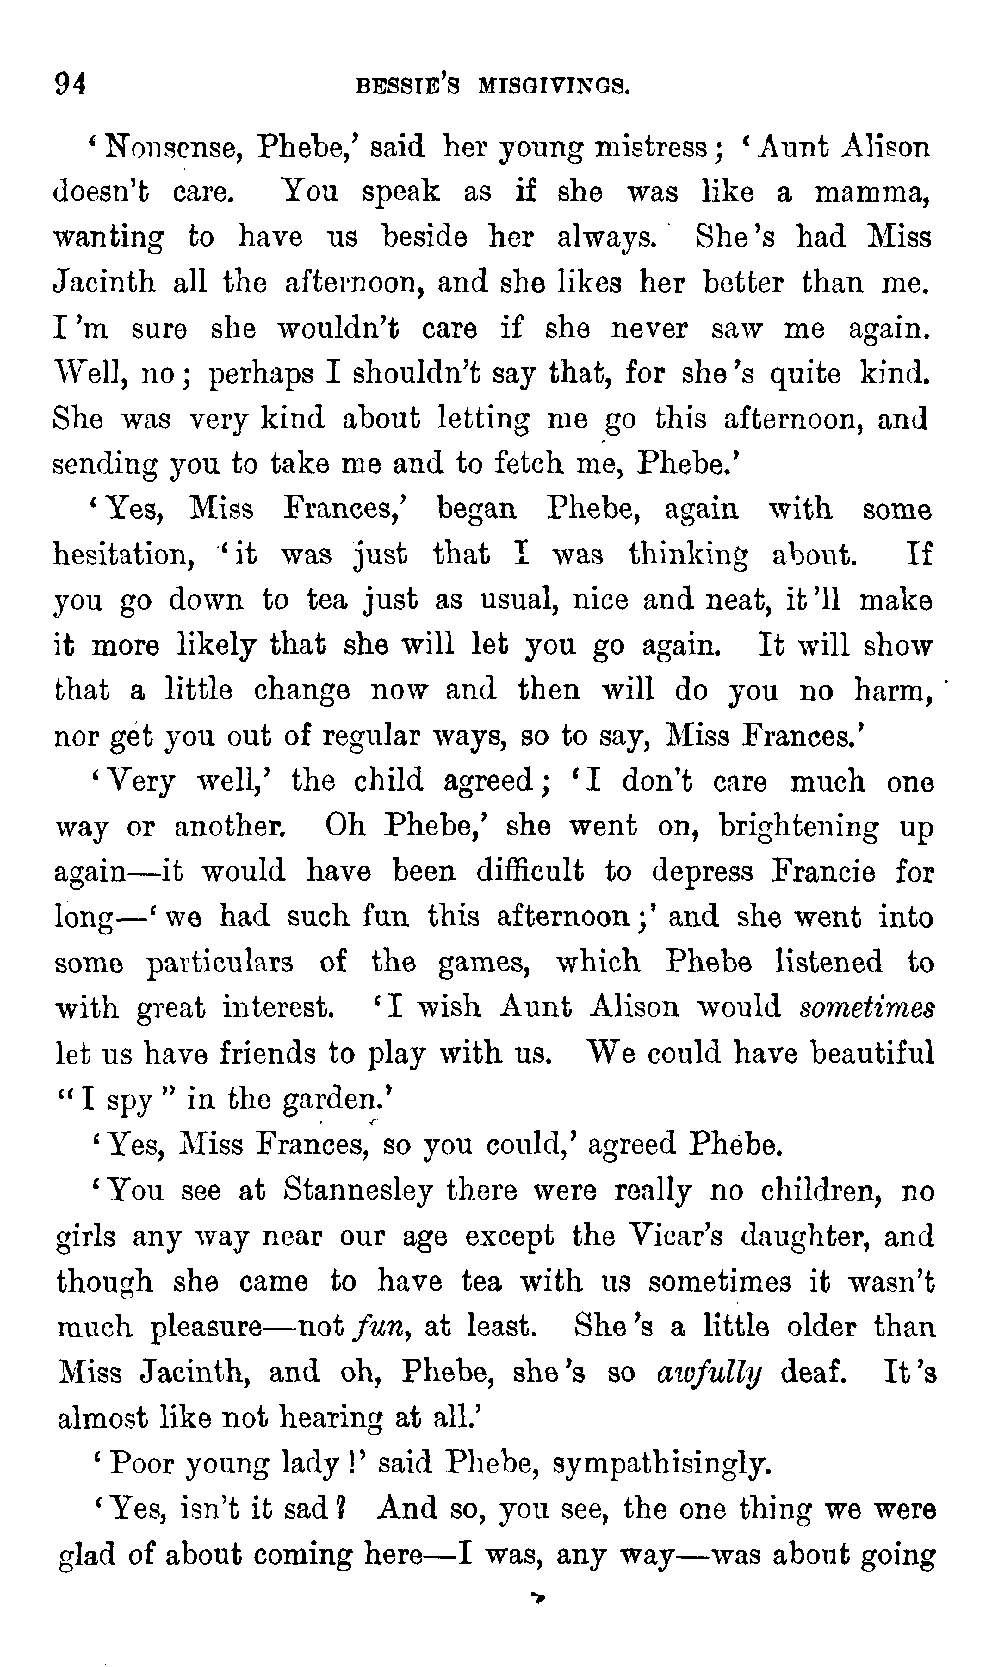 94 BESSIE'S MISGIVINGS.
‘Nonsense, Phebe,’ said her young mistress; ‘Aunt Alison
doesn't care. You speak as if she was like a mamma,
wanting to have us beside her always. She's had Miss
Jacinth all the afternoon, and she likes her better than me.
I'm sure she wouldn't care if she never saw me again.
Well, no; perhaps I shouldn't say that, for she's quite kind.
She was very kind about letting me go this afternoon, and
sending you to take me and to fetch me, Phebe.’
‘Yes, Miss Frances,’ began Phebe, again with some
hesitation, ‘it was just that I was thinking about. If
you go down to tea just as usual, nice and neat, it'll make
it more likely that she will let you go again. It will show
that a little change now and then will do you no harm,
nor get you out of regular ways, so to say, Miss Frances.’
‘Very well,’ the child agreed; ‘I don't care much one
way or another. Oh Phebe,’ she went on, brightening up
again—it would have been difficult to depress Francie for
long—‘we had such fun this afternoon;’ and she went into
some particulars of the games, which Phebe listened to
with great interest. ‘I wish Aunt Alison would sometimes
let us have friends to play with us. We could have beautiful
“I spy” in the garden.’
‘Yes, Miss Frances, so you could,’ agreed Phebe.
‘You see at Stannesley there were really no children, no
girls any way near our age except the Vicar's daughter, and
though she came to have tea with us sometimes it wasn't
much pleasure—not fun, at least. She's a little older than
Miss Jacinth, and oh, Phebe, she's so awfully deaf. It's
almost like not hearing at all.’
‘Poor young lady!’ said Phebe, sympathisingly.
‘Yes, isn't it sad? And so, you see, the one thing we were
glad of about coming here—I was, any way—was about going